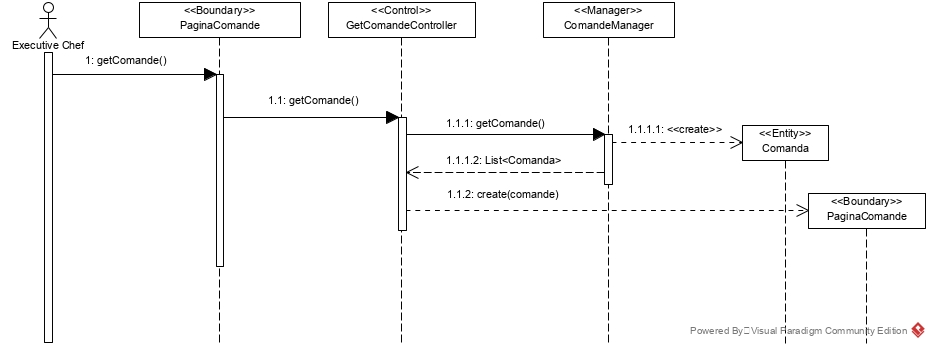 <<Boundary>>
PaginaComande
<<Control>>
GetComandeController
<<Manager>>
ComandeManager
Executive Chef
1: getComande()
1.1: getComande()
1.1.1: getComande()
1.1.1.1: <<create>>
<<Entity>>
Comanda
1.1.1.2: List<Comanda>
1.1.2: create(comande)
<<Boundary>>
PaginaComande
Powered By Visual Paradigm Community Edition